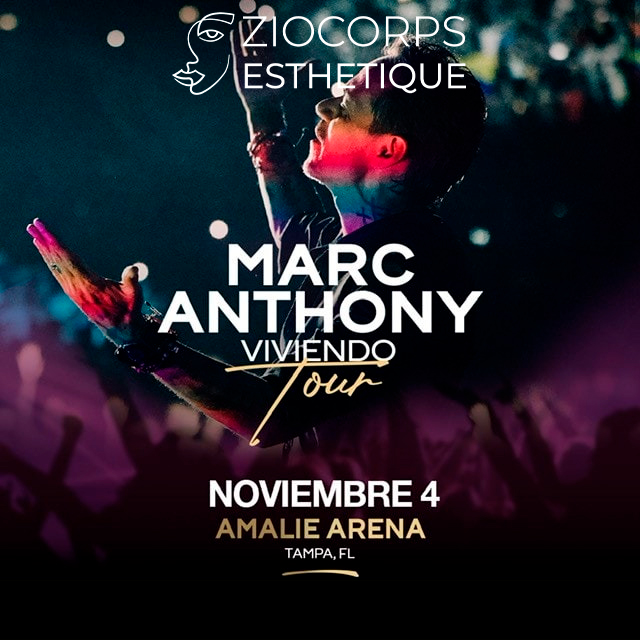 ZIOCORPS
ESTHETIQUE
MARC
ANTHONY
VIVIENDO
Tour
NOVIEMBRE 4
AMALIE ARENA
TAMPA, FL